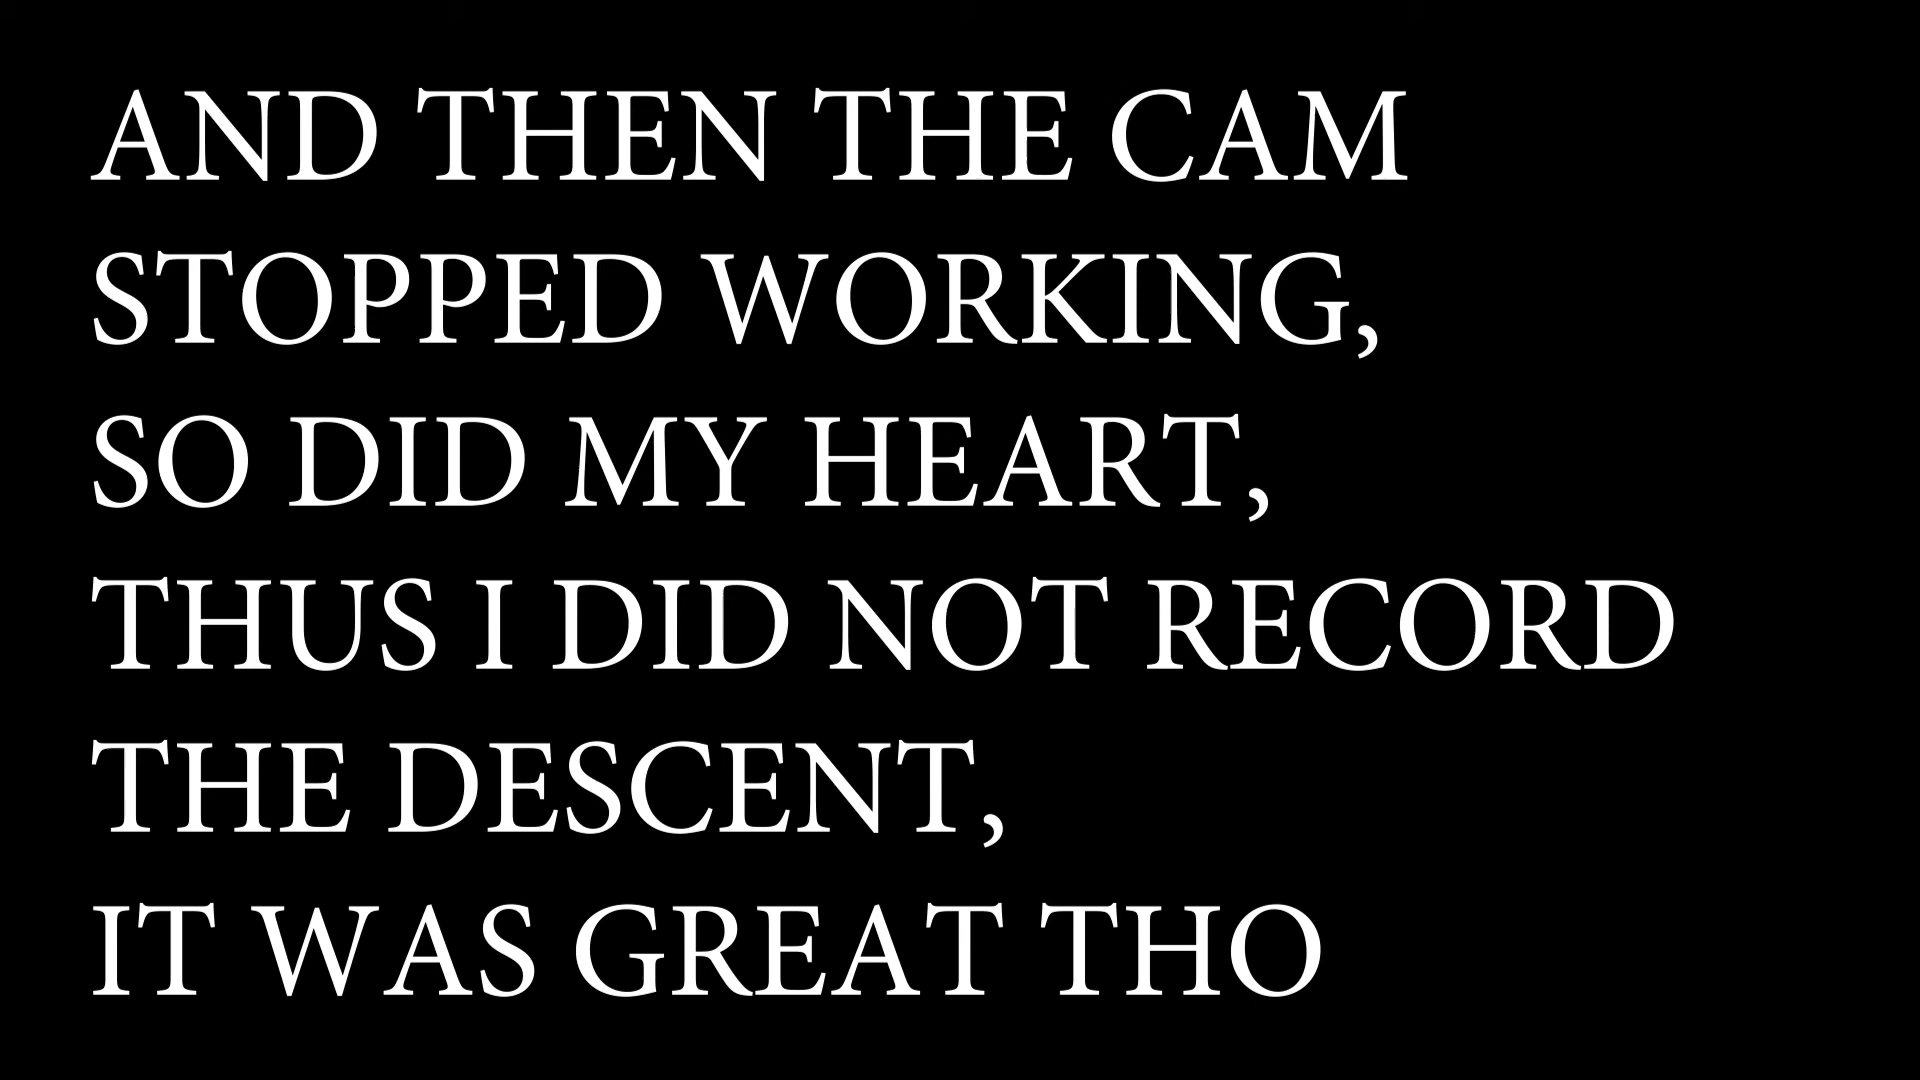 AND THEN THE CAM
STOPPED WORKING,
SO DID MY HEART,
THUS I DID NOT RECORD
THE DESCENT,
IT WAS GREAT THO